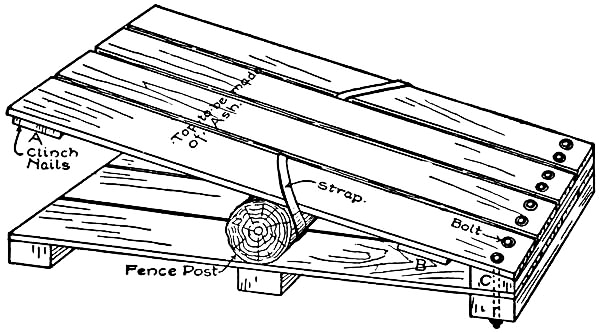 Top to be made
of Ash.
A
Clinch
Nails
strap.
Bolt
B
C
Fence Post